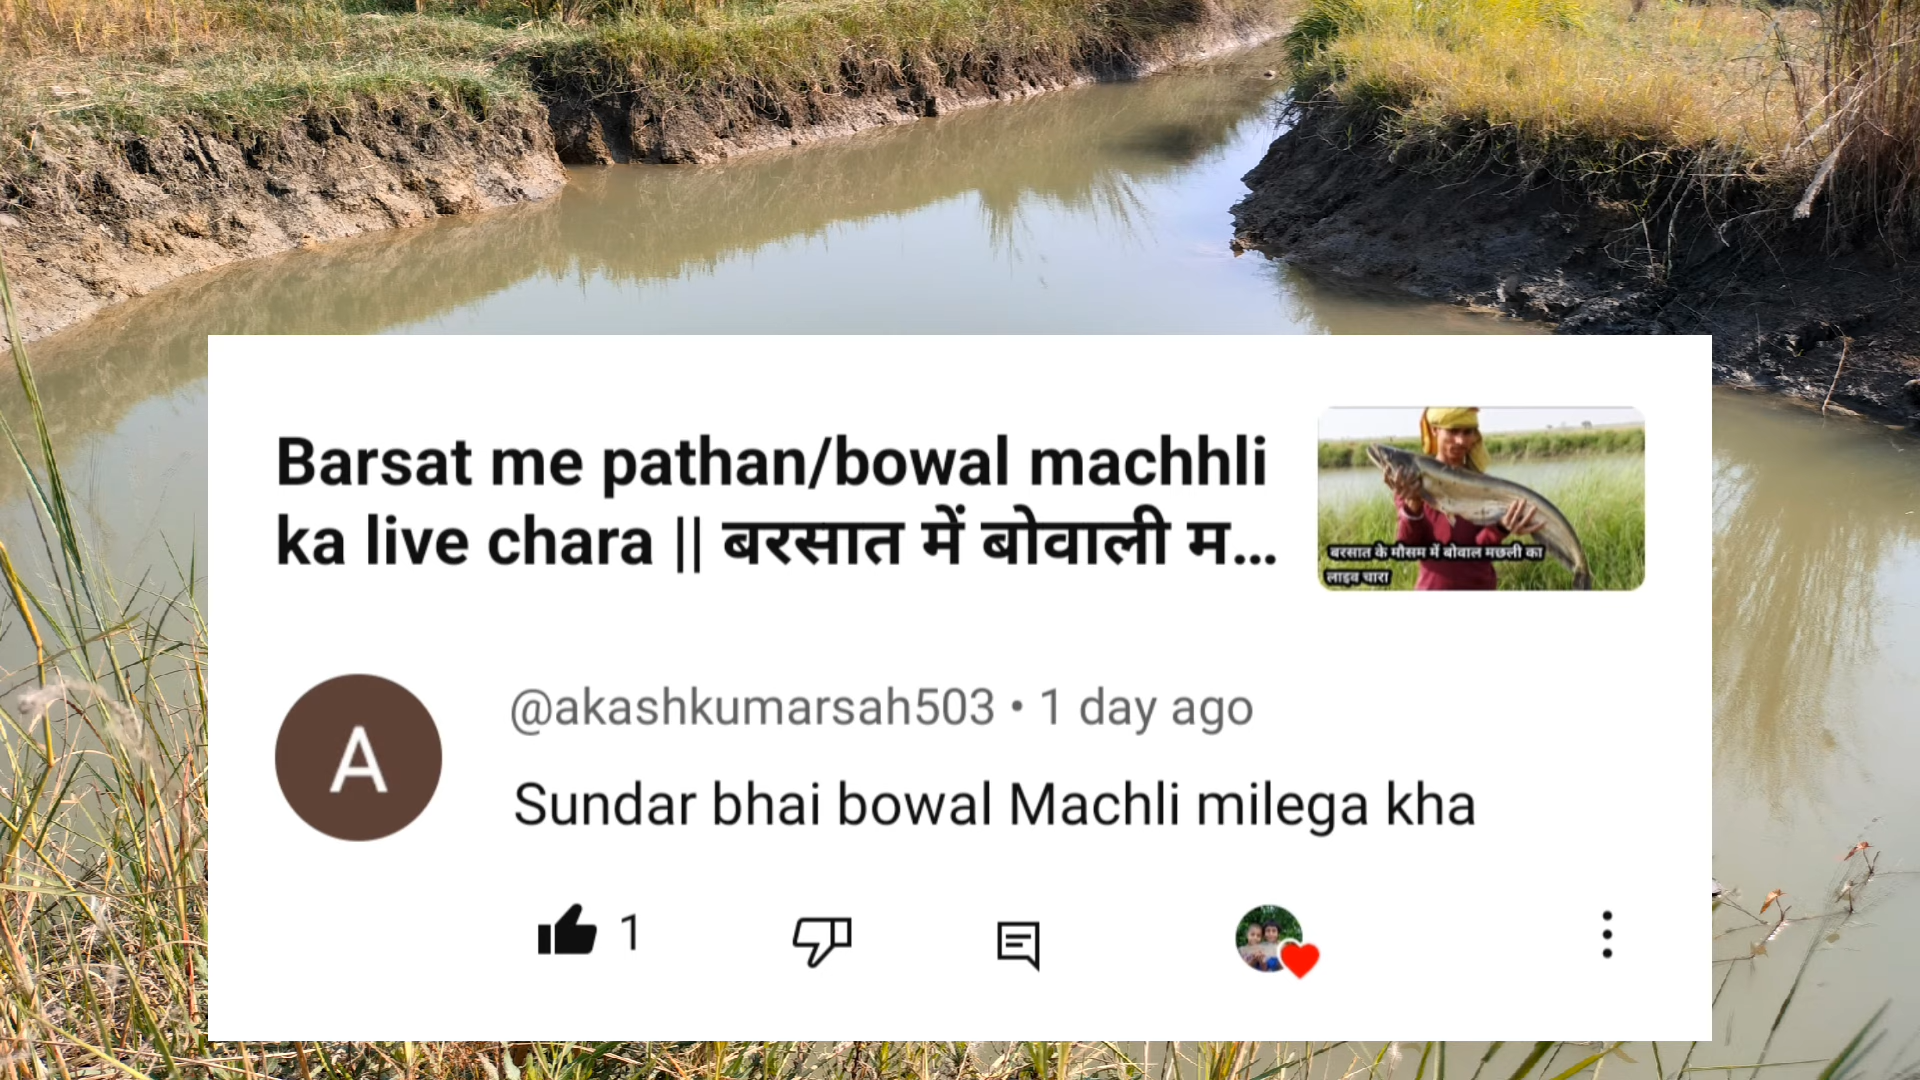 Barsat me pathan/bowal machhli
ka live chara || बरसात में बोवाली म...
बरसात के मौसम में बोवाल मछली का
लाइव चारा
A
@akashkumarsah503 • 1 day ago
Sundar bhai bowal Machli milega kha
1